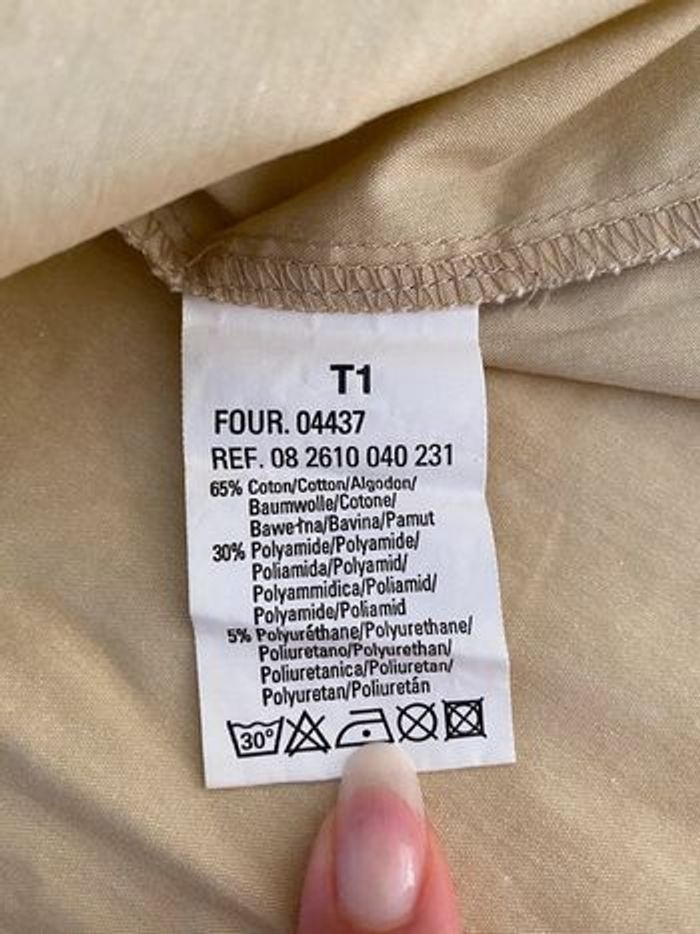 T1
FOUR. 04437
REF. 08 2610 040 231
65% Coton/Cotton/Algodon/
Baumwolle/Cotone/
Bawełna/Bavina/Pamut
30% Polyamide/Polyamide/
Poliamida/Polyamid/
Polyammidica/Poliamid/
Polyamide/Poliamid
5% Polyuréthane/Polyurethane/
Poliuretano/Polyurethan/
Poliuretanica/Poliuretan/
Polyuretan/Poliuretán
30°